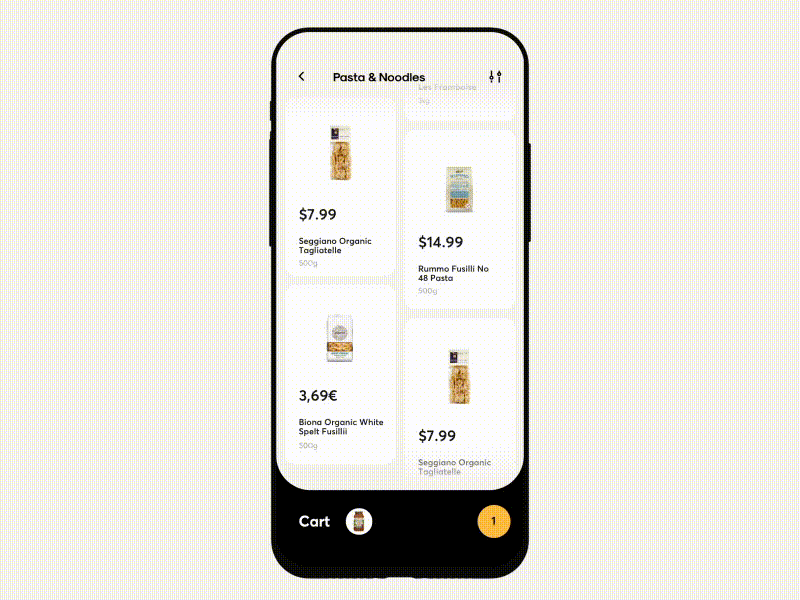 Pasta & Noodles
Les Framboise
2kg
$7.99
Seggiano Organic
Tagliatelle
500g
$14.99
Rummo Fusilli No
48 Pasta
500g
3,69€
Biona Organic White
Spelt Fusillii
500g
$7.99
Seggiano Organic
Tagliatelle
Cart
1